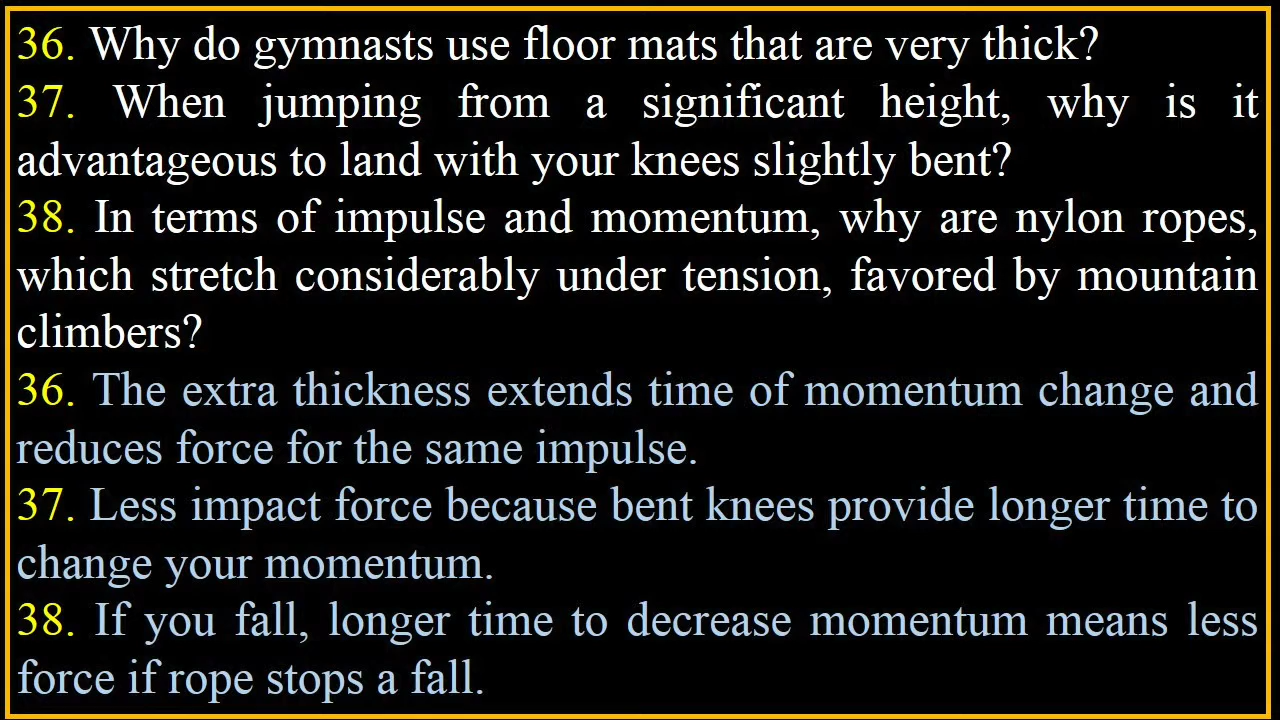 36. Why do gymnasts use floor mats that are very thick?
37. When jumping from a significant height, why is it
advantageous to land with your knees slightly bent?
38. In terms of impulse and momentum, why are nylon ropes,
which stretch considerably under tension, favored by mountain
climbers?
36. The extra thickness extends time of momentum change and
reduces force for the same impulse.
37. Less impact force because bent knees provide longer time to
change your momentum.
38. If you fall, longer time to decrease momentum means less
force if rope stops a fall.